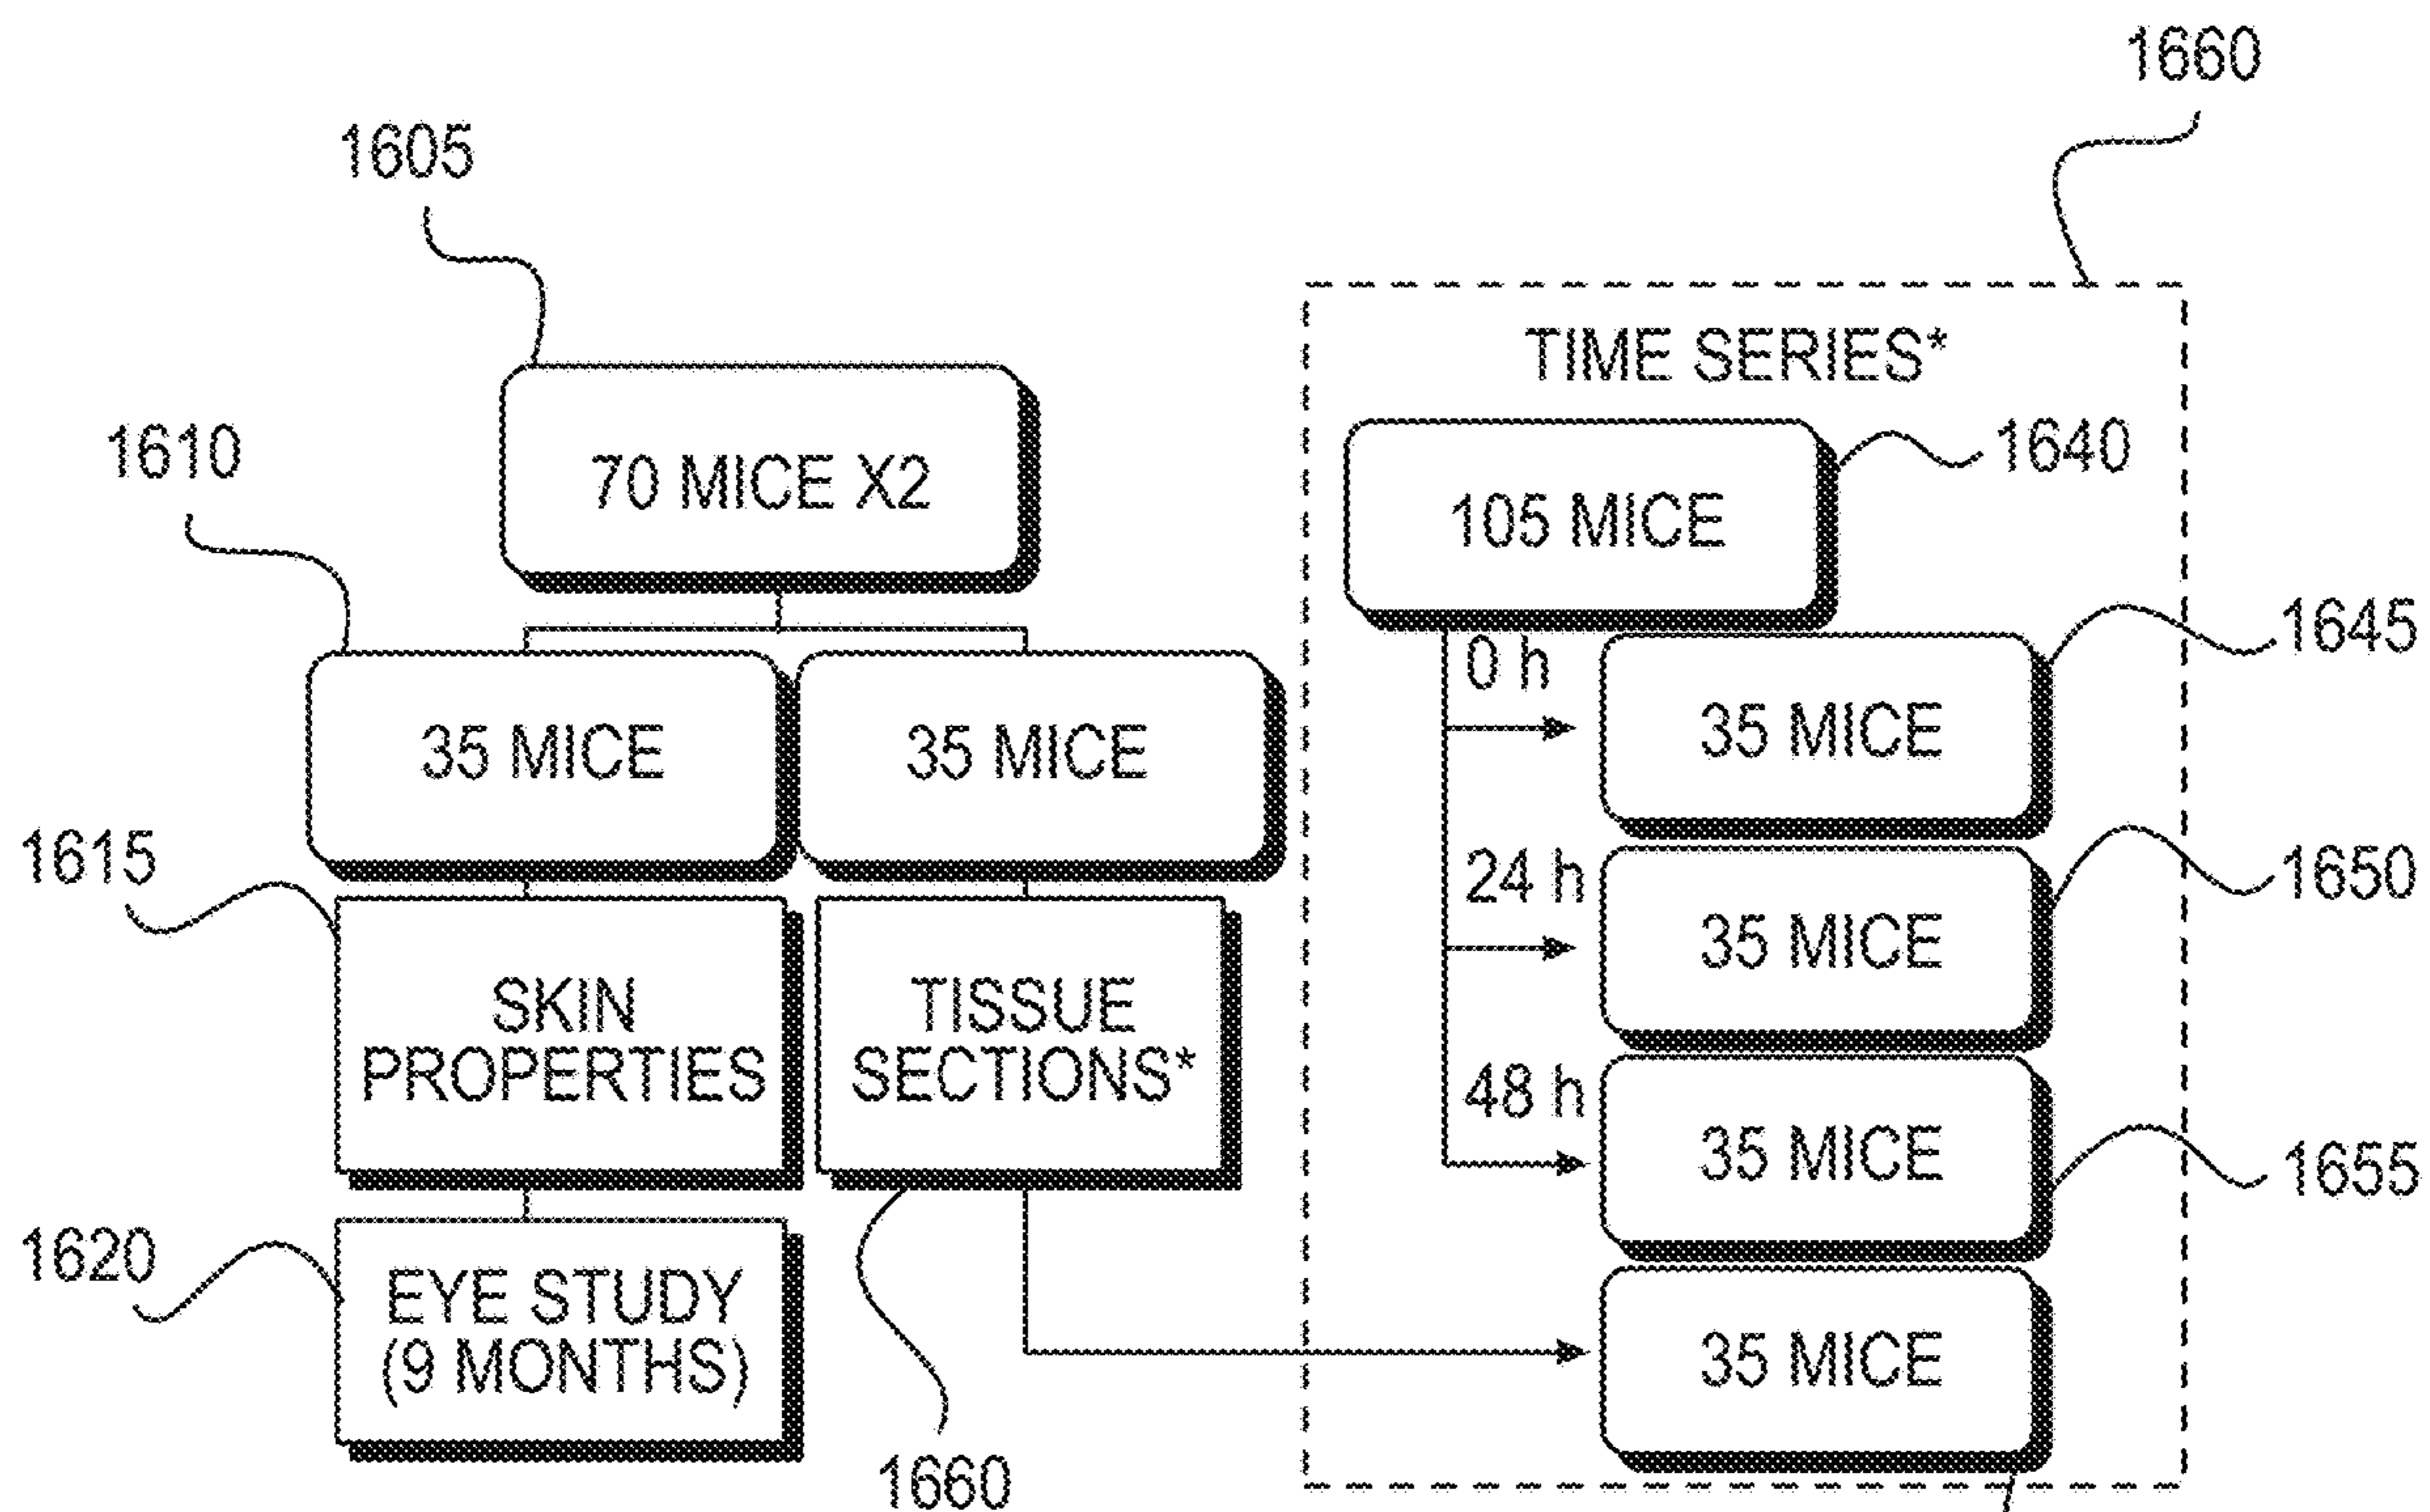 1660
1605
TIME SERIES*
1610
70 MICE X2
1640
105 MICE
1645
0 h
35 MICE
35 MICE
35 MICE
1615
24 h
1650
35 MICE
SKIN
PROPERTIES
TISSUE
SECTIONS*
48 h
35 MICE
1655
1620
EYE STUDY
(9 MONTHS)
35 MICE
1660